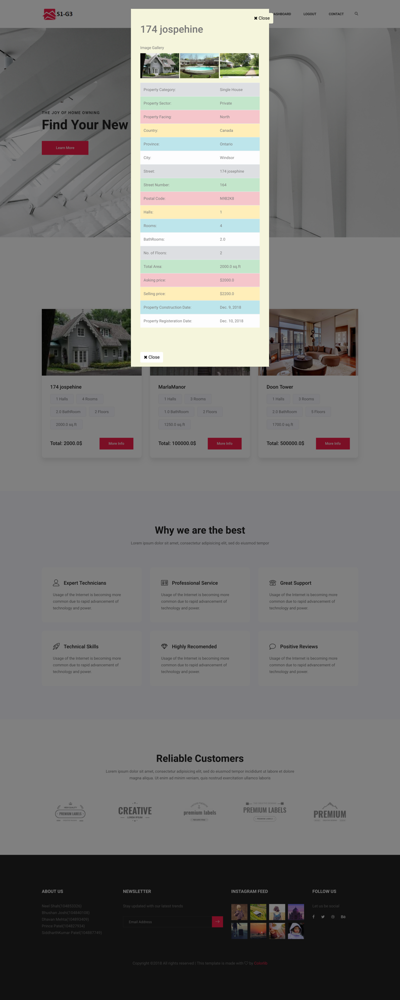 S1-G3
DASHBOARD
LOGOUT
CONTACT
✖ Close
174 jospehine
Image Gallery
Property Category: Single House
Property Sector: Private
Property Facing: North
Country: Canada
Province: Ontario
City: Windsor
Street: 174 josephine
Street Number: 164
Postal Code: N9B2K8
Halls: 1
Rooms: 4
BathRooms: 2.0
No. of Floors: 2
Total Area: 2000.0 sq.ft
Asking price: $2000.0
Selling price: $2200.0
Property Construction Date: Dec. 9, 2018
Property Registeration Date: Dec. 10, 2018
✖ Close
THE JOY OF HOME OWNING
Find Your New
Learn More
174 jospehine
1 Halls
4 Rooms
2.0 BathRoom
2 Floors
2000.0 sq.ft
Total: 2000.0$
More Info
MarlaManor
1 Halls
3 Rooms
1.0 BathRoom
2 Floors
1250.0 sq.ft
Total: 100000.0$
More Info
Doon Tower
1 Halls
3 Rooms
2.0 BathRoom
5 Floors
1700.0 sq.ft
Total: 500000.0$
More Info
Why we are the best
Lorem ipsum dolor sit amet, consectetur adipisicing elit, sed do eiusmod tempor
Expert Technicians
Usage of the Internet is becoming more
common due to rapid advancement of
technology and power.
Professional Service
Usage of the Internet is becoming more
common due to rapid advancement of
technology and power.
Great Support
Usage of the Internet is becoming more
common due to rapid advancement of
technology and power.
Technical Skills
Usage of the Internet is becoming more
common due to rapid advancement of
technology and power.
Highly Recomended
Usage of the Internet is becoming more
common due to rapid advancement of
technology and power.
Positive Reviews
Usage of the Internet is becoming more
common due to rapid advancement of
technology and power.
Reliable Customers
Lorem ipsum dolor sit amet, consectetur adipisicing elit, sed do eiusmod tempor incididunt ut labore et dolore
magna aliqua. Ut enim ad minim veniam, quis nostrud exercitation ullamco laboris
HIGH QUALITY
PREMIUM LABELS
CREATIVE
LOREM IPSUM
premium labels
PREMIUM LABELS
PREMIUM LABELS
PREMIUM
ABOUT US
Neel Shah(104853326)
Bhushan Joshi(104840108)
Dhavan Mehta(104893409)
Prince Patel(104827934)
SiddharthKumar Patel(104887749)
NEWSLETTER
Stay updated with our latest trends
Email Address
INSTAGRAM FEED
FOLLOW US
Let us be social
Copyright ©2018 All rights reserved | This template is made with ♡ by Colorlib